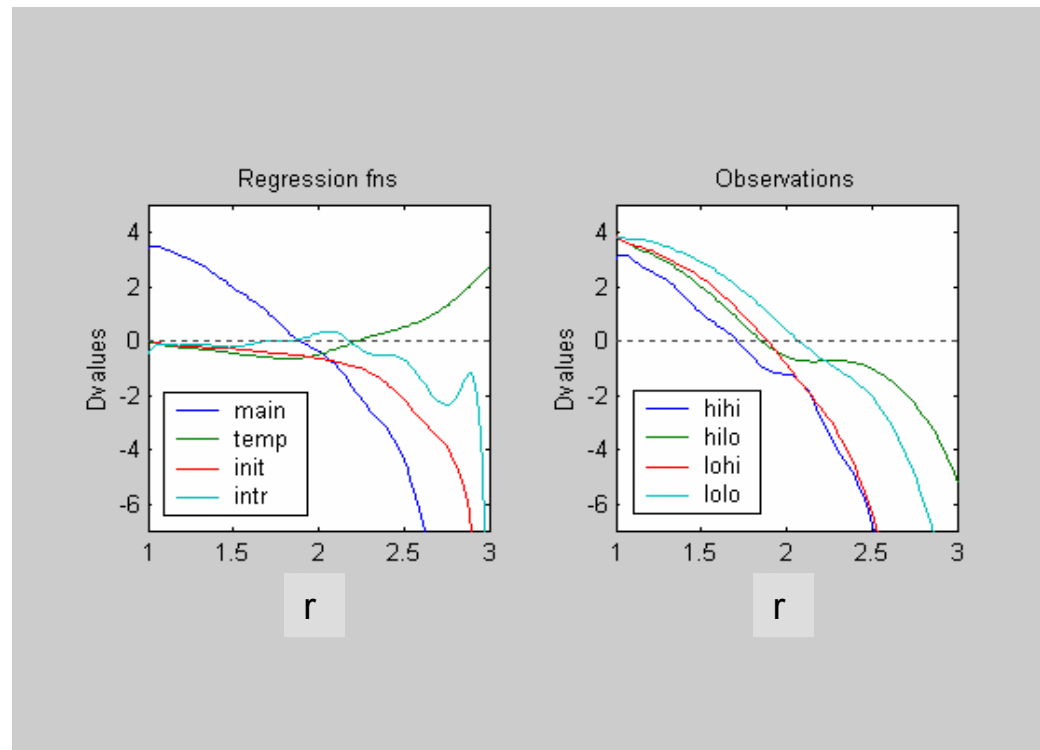 Regression fns
Dvalues
4
2
0
-2
-4
-6
main
temp
init
intr
1
1.5
2
2.5
3
r
Observations
Dvalues
4
2
0
-2
-4
-6
hihi
hilo
lohi
lolo
1
1.5
2
2.5
3
r